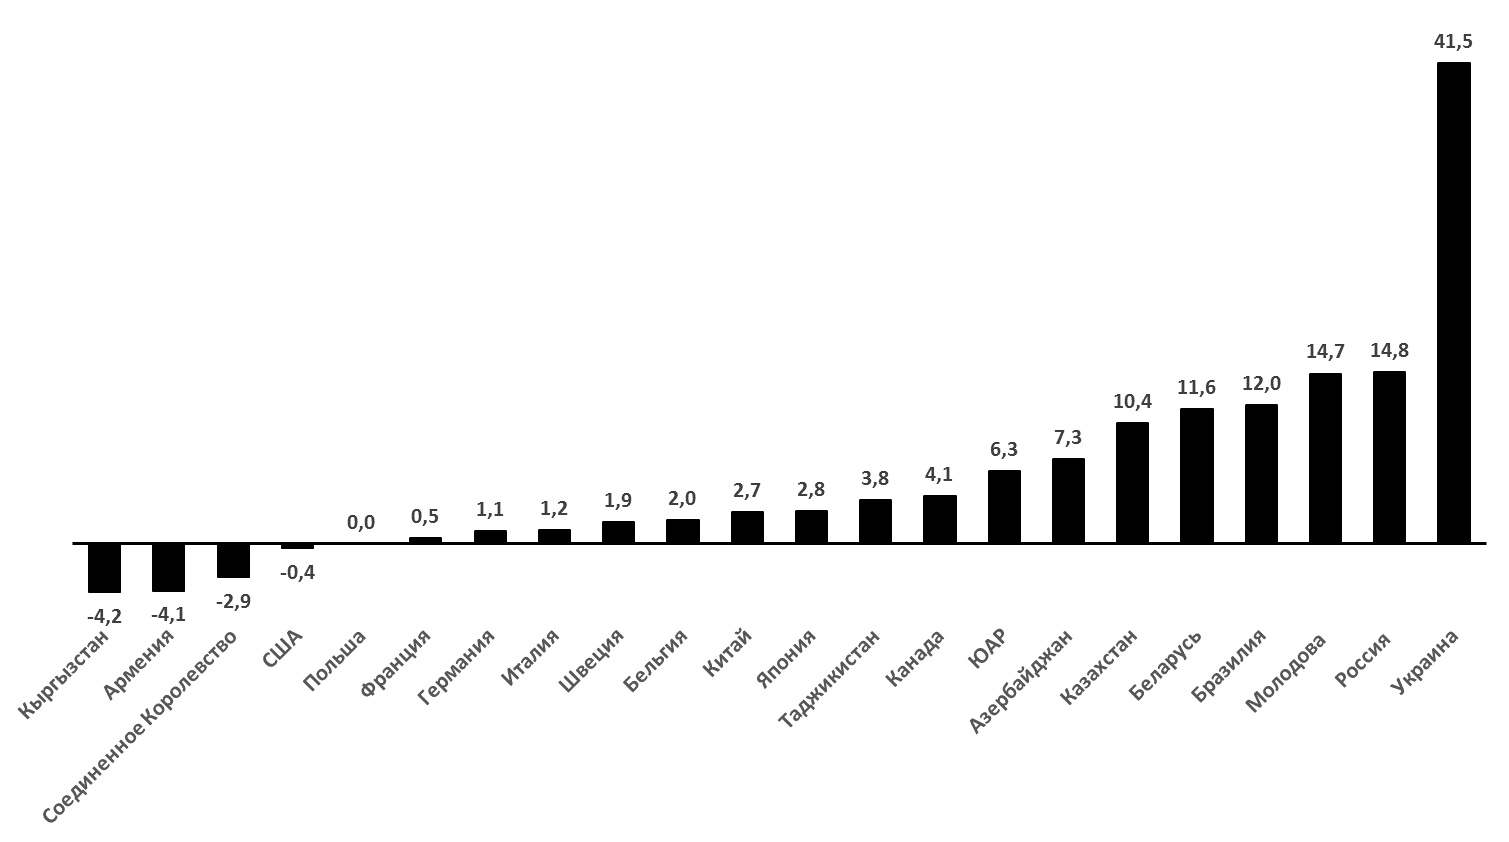 41,5
14,7
14,8
12,0
11,6
10,4
7,3
6,3
4,1
3,8
2,8
2,7
2,0
1,9
1,2
1,1
0,5
0,0
-0,4
-2,9
-4,1
-4,2
Кыргызстан
Армения
Соединенное Королевство
США
Польша
Франция
Германия
Италия
Швеция
Бельгия
Китай
Япония
Таджикистан
Канада
ЮАР
Азербайджан
Казахстан
Беларусь
Бразилия
Молодова
Россия
Украина